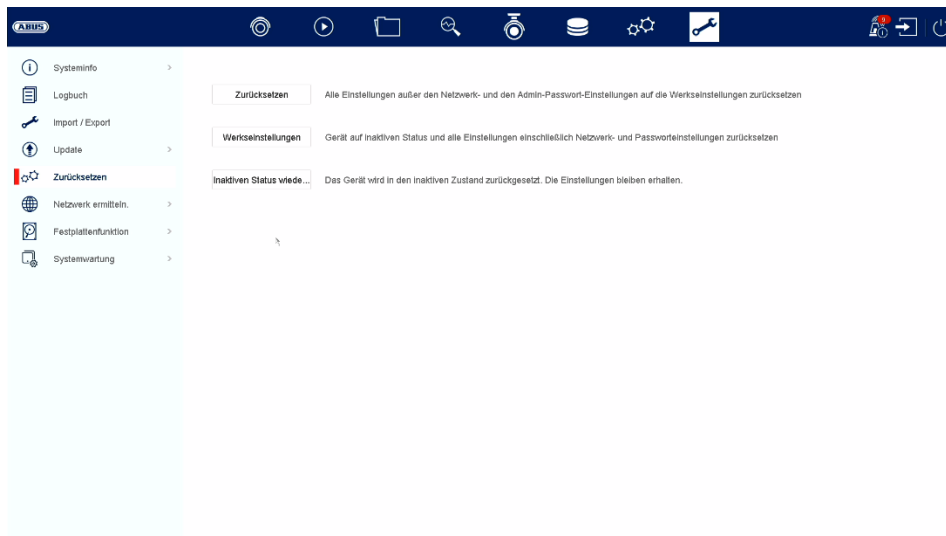 ABUS
9
Systeminfo
Logbuch
Import / Export
Update
Zurücksetzen
Netzwerk ermitteln.
Festplattenfunktion
Systemwartung
Zurücksetzen Alle Einstellungen außer den Netzwerk- und den Admin-Passwort-Einstellungen auf die Werkseinstellungen zurücksetzen
Werkseinstellungen Gerät auf inaktiven Status und alle Einstellungen einschließlich Netzwerk- und Passworteinstellungen zurücksetzen
Inaktiven Status wiede... Das Gerät wird in den inaktiven Zustand zurückgesetzt. Die Einstellungen bleiben erhalten.